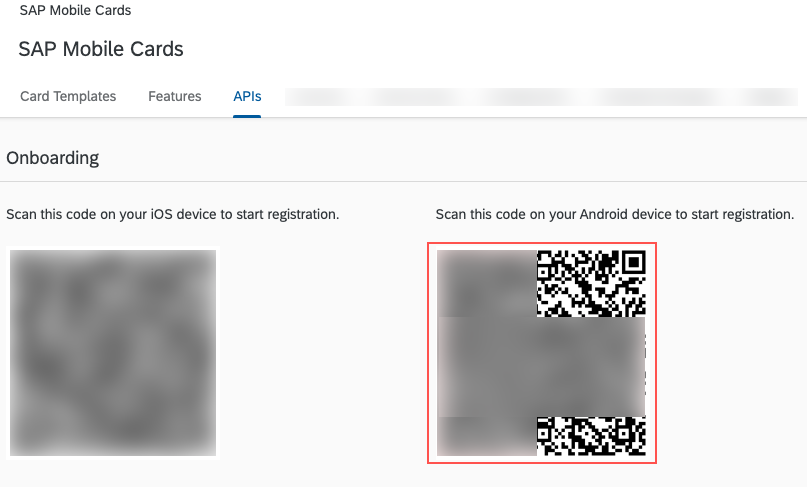 SAP Mobile Cards
SAP Mobile Cards
Card Templates Features APIs
Onboarding
Scan this code on your iOS device to start registration.
Scan this code on your Android device to start registration.